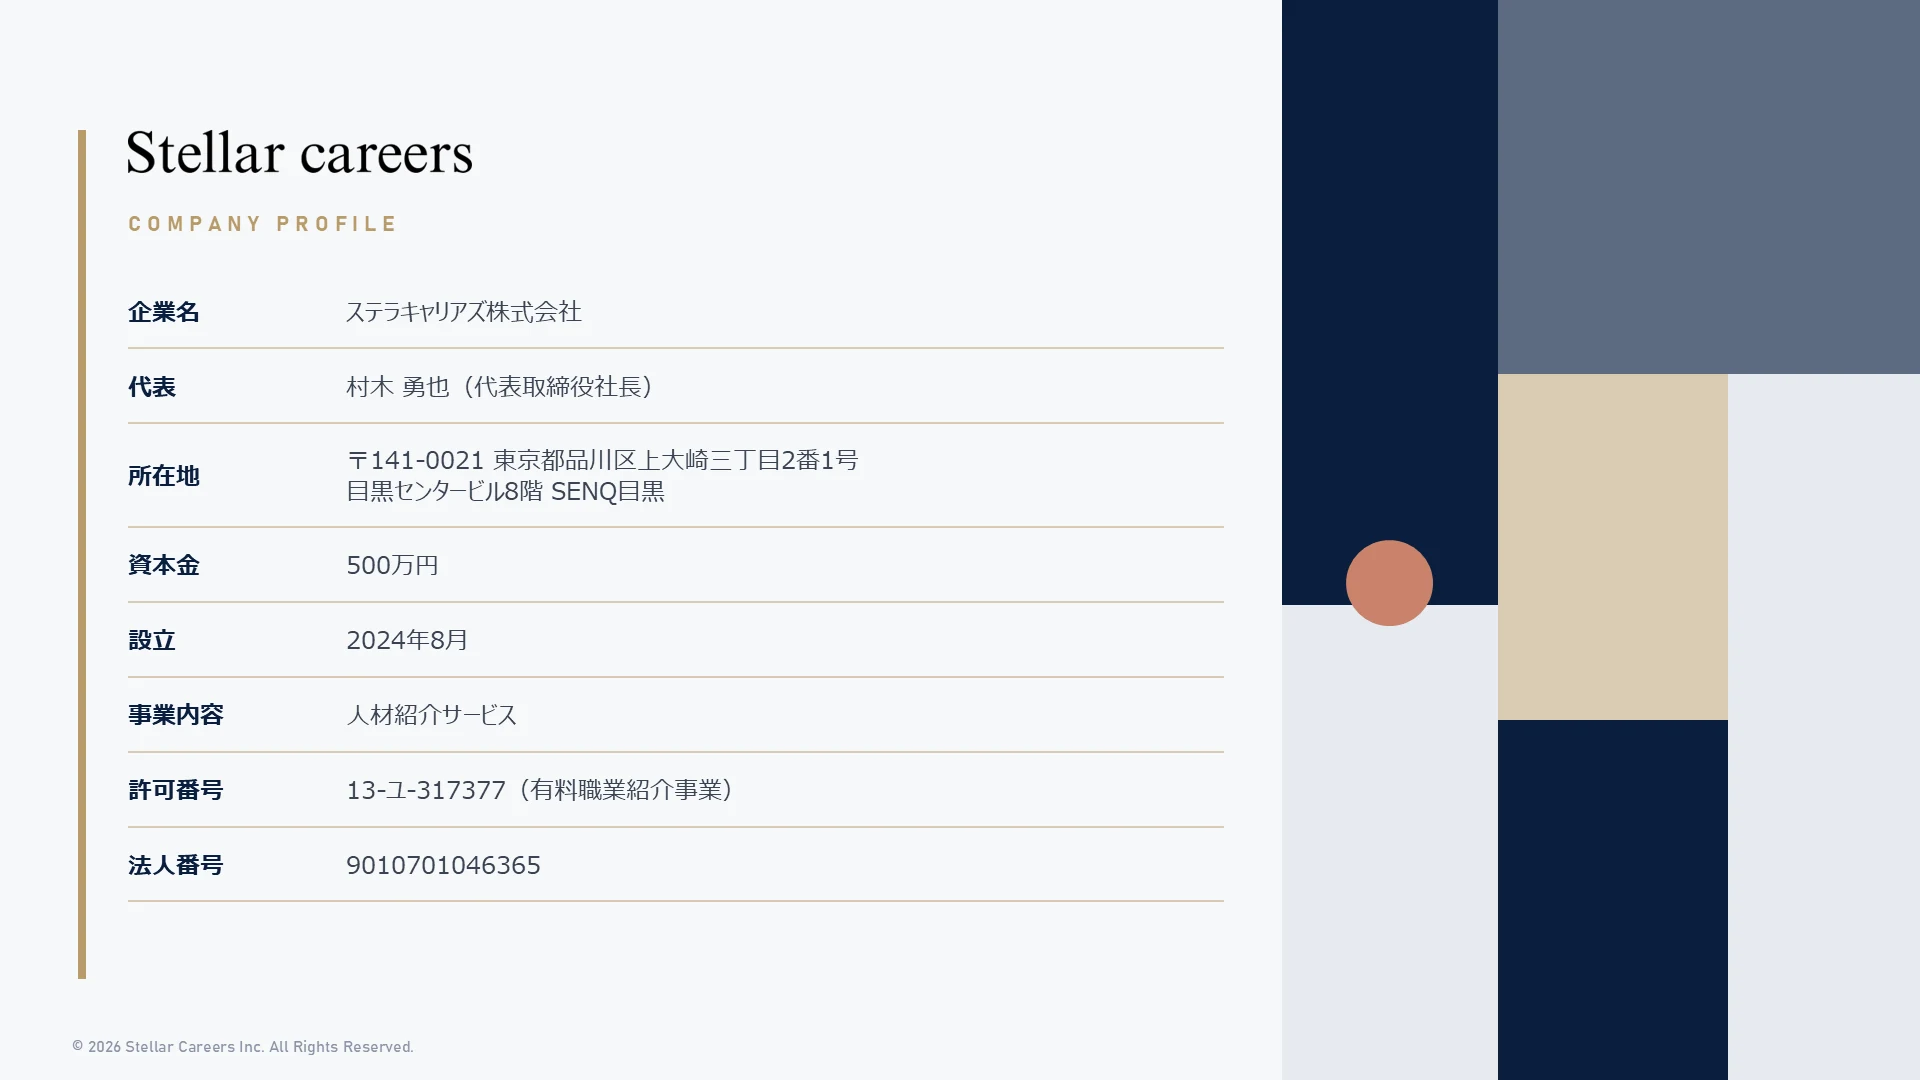 Stellar careers
COMPANY PROFILE
企業名 ステラキャリアズ株式会社
代表 村木 勇也（代表取締役社長）
所在地 〒141-0021 東京都品川区上大崎三丁目2番1号
目黒センタービル8階 SENQ目黒
資本金 500万円
設立 2024年8月
事業内容 人材紹介サービス
許可番号 13-ユ-317377（有料職業紹介事業）
法人番号 9010701046365
© 2026 Stellar Careers Inc. All Rights Reserved.